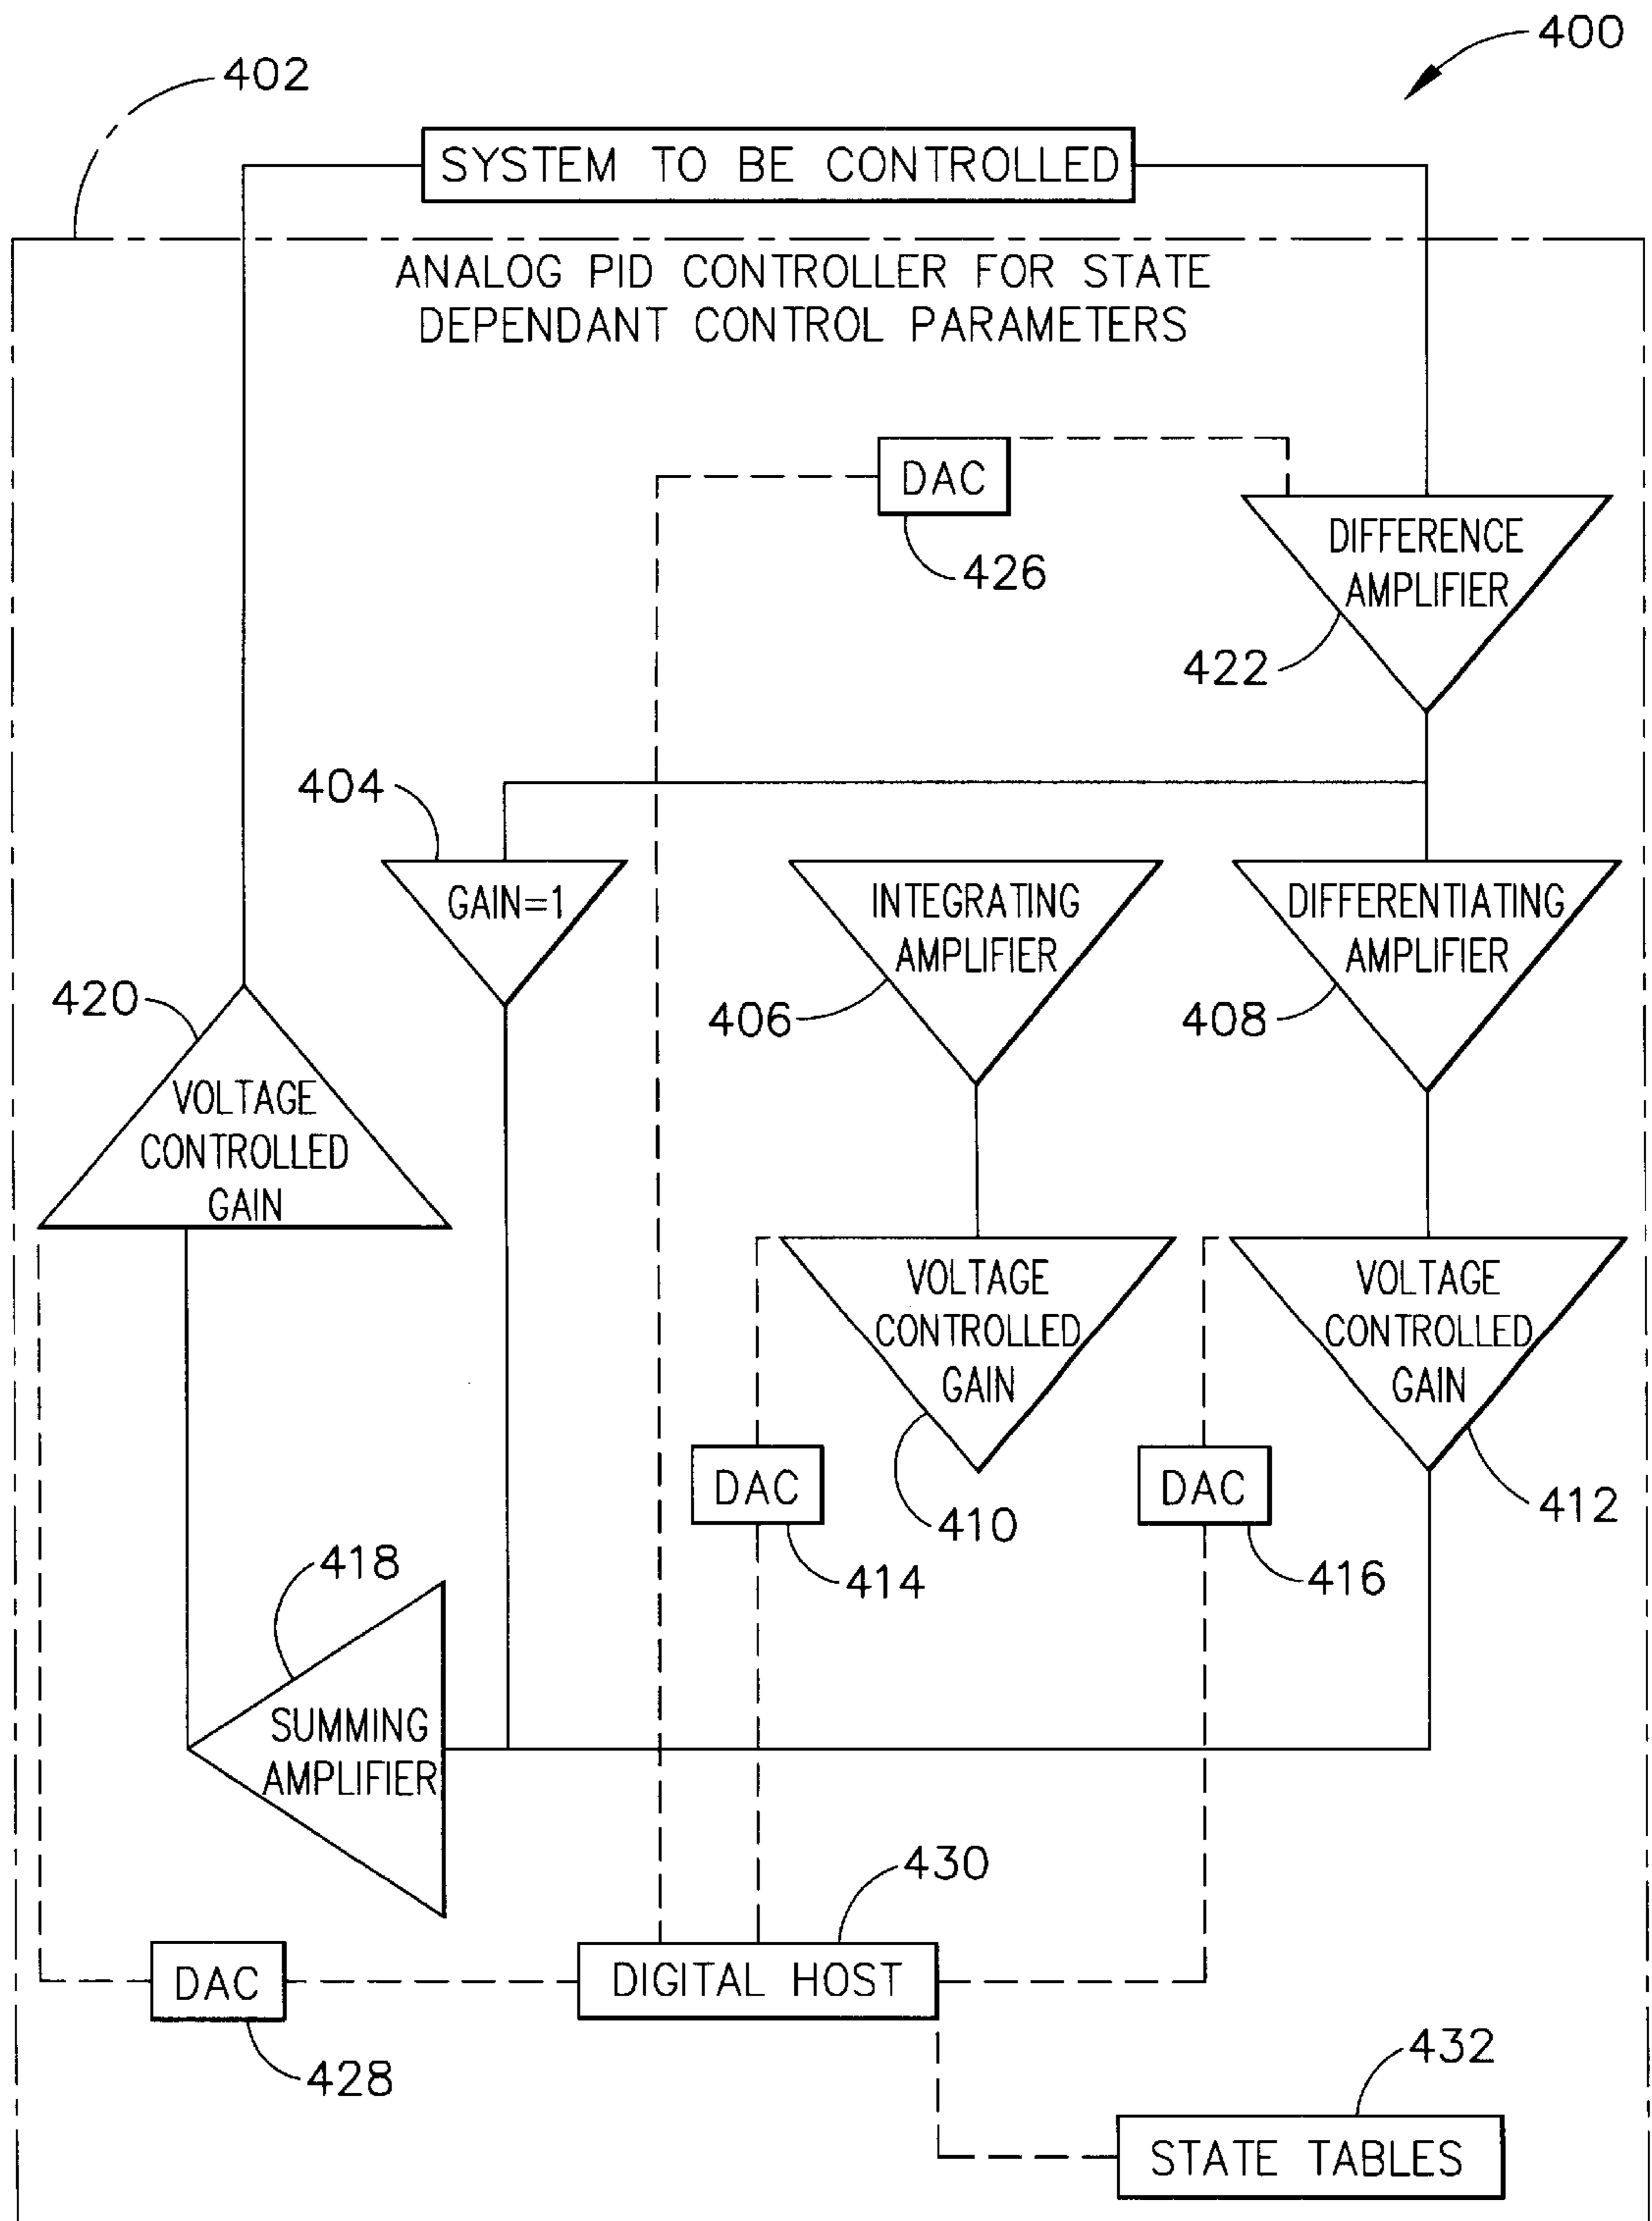 400
402
SYSTEM TO BE CONTROLLED
ANALOG PID CONTROLLER FOR STATE
DEPENDANT CONTROL PARAMETERS
DAC
426
DIFFERENCE
AMPLIFIER
422
404
GAIN=1
INTEGRATING
AMPLIFIER
406
DIFFERENTIATING
AMPLIFIER
408
420
VOLTAGE
CONTROLLED
GAIN
VOLTAGE
CONTROLLED
GAIN
410
VOLTAGE
CONTROLLED
GAIN
412
DAC
414
DAC
416
418
SUMMING
AMPLIFIER
430
DIGITAL HOST
DAC
428
432
STATE TABLES